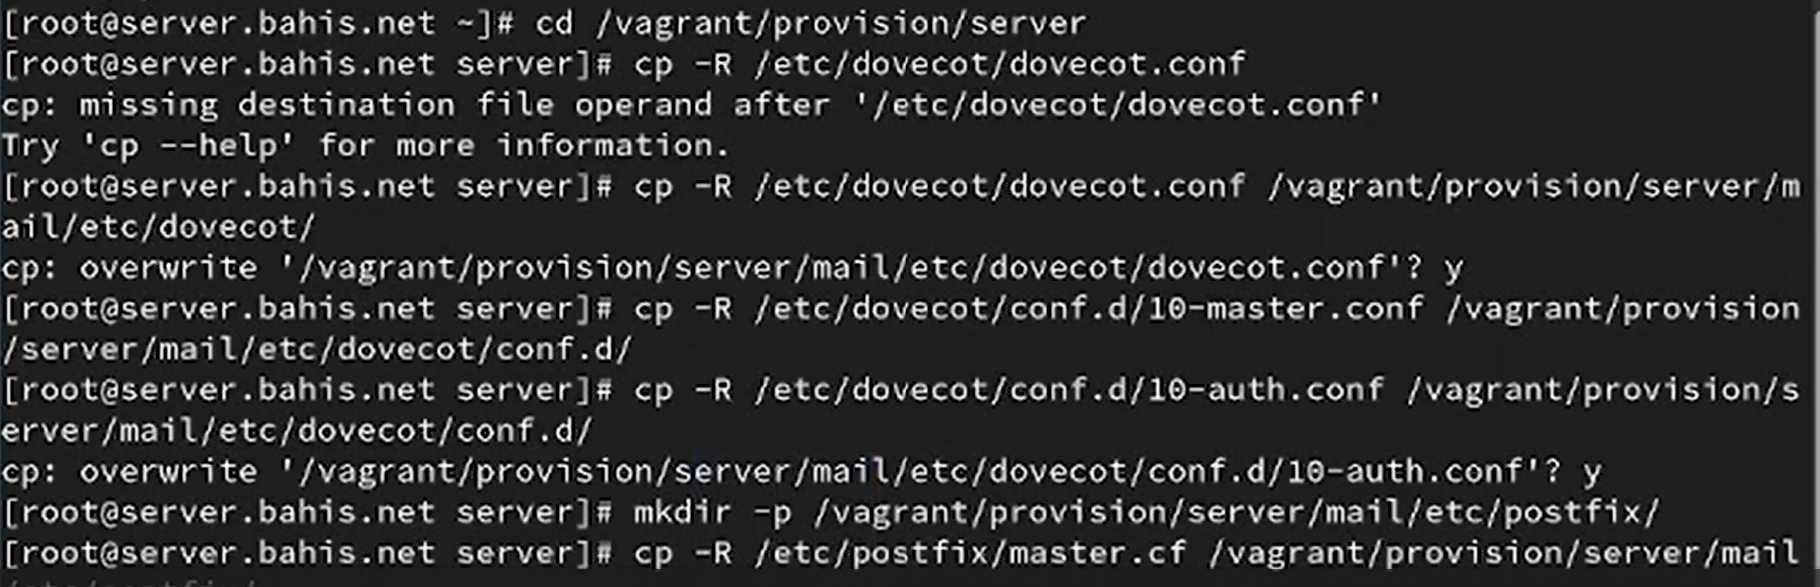 [root@server.bahis.net ~]# cd /vagrant/provision/server
[root@server.bahis.net server]# cp -R /etc/dovecot/dovecot.conf
cp: missing destination file operand after '/etc/dovecot/dovecot.conf'
Try 'cp --help' for more information.
[root@server.bahis.net server]# cp -R /etc/dovecot/dovecot.conf /vagrant/provision/server/m
ail/etc/dovecot/
cp: overwrite '/vagrant/provision/server/mail/etc/dovecot/dovecot.conf'? y
[root@server.bahis.net server]# cp -R /etc/dovecot/conf.d/10-master.conf /vagrant/provision
/server/mail/etc/dovecot/conf.d/
[root@server.bahis.net server]# cp -R /etc/dovecot/conf.d/10-auth.conf /vagrant/provision/s
erver/mail/etc/dovecot/conf.d/
cp: overwrite '/vagrant/provision/server/mail/etc/dovecot/conf.d/10-auth.conf'? y
[root@server.bahis.net server]# mkdir -p /vagrant/provision/server/mail/etc/postfix/
[root@server.bahis.net server]# cp -R /etc/postfix/master.cf /vagrant/provision/server/mail